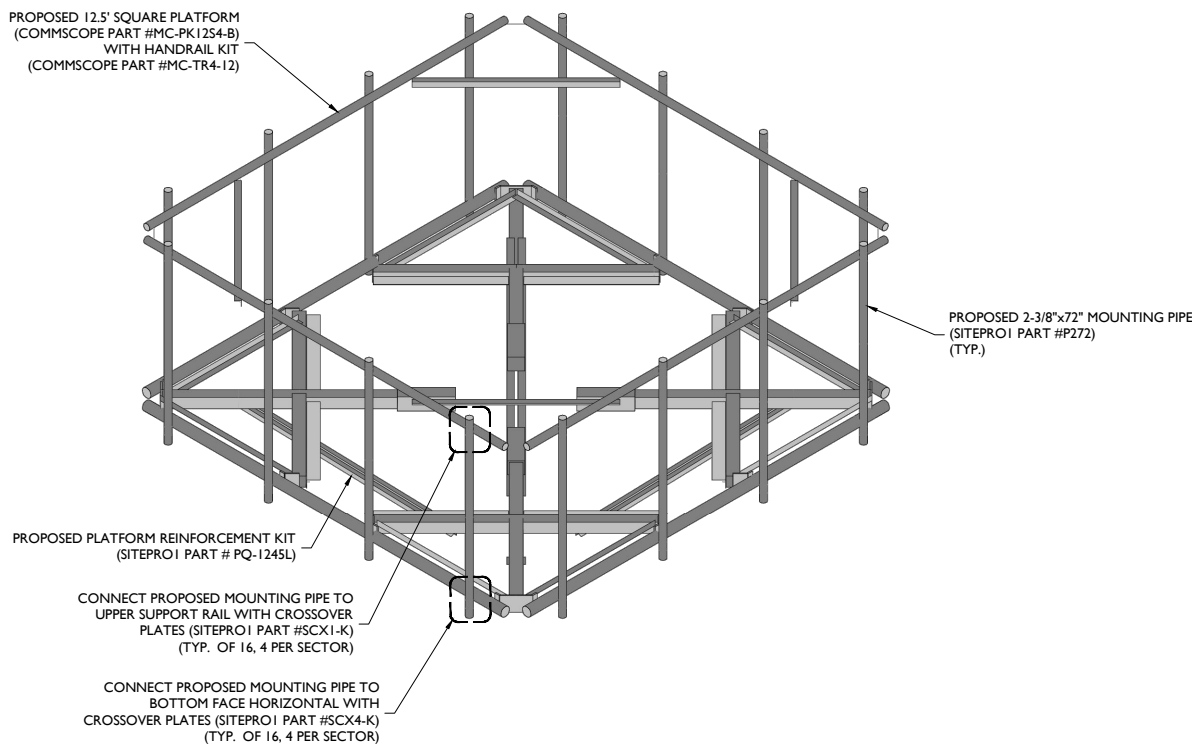 PROPOSED 12.5' SQUARE PLATFORM
(COMMSCOPE PART #MC-PK12S4-B)
WITH HANDRAIL KIT
(COMMSCOPE PART #MC-TR4-12)
PROPOSED 2-3/8"x72" MOUNTING PIPE
(SITEPRO1 PART #P272)
(TYP.)
PROPOSED PLATFORM REINFORCEMENT KIT
(SITEPRO1 PART # PQ-1245L)
CONNECT PROPOSED MOUNTING PIPE TO
UPPER SUPPORT RAIL WITH CROSSOVER
PLATES (SITEPRO1 PART #SCX1-K)
(TYP. OF 16, 4 PER SECTOR)
CONNECT PROPOSED MOUNTING PIPE TO
BOTTOM FACE HORIZONTAL WITH
CROSSOVER PLATES (SITEPRO1 PART #SCX4-K)
(TYP. OF 16, 4 PER SECTOR)